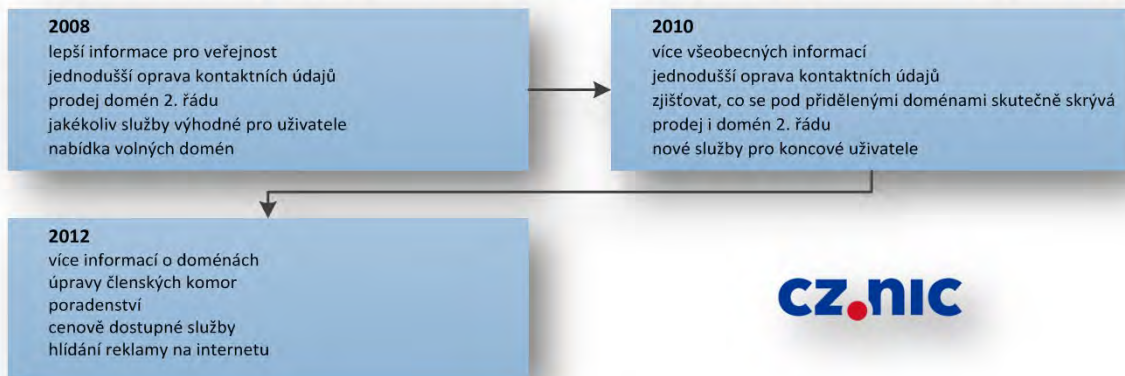 2008
lepší informace pro veřejnost
jednodušší oprava kontaktních údajů
prodej domén 2. řádu
jakékoliv služby výhodné pro uživatele
nabídka volných domén
2010
více všeobecných informací
jednodušší oprava kontaktních údajů
zjišťovat, co se pod přidělenými doménami skutečně skrývá
prodej i domén 2. řádu
nové služby pro koncové uživatele
2012
více informací o doménách
úpravy členských komor
poradenství
cenově dostupné služby
hlídání reklamy na internetu
cz.nic